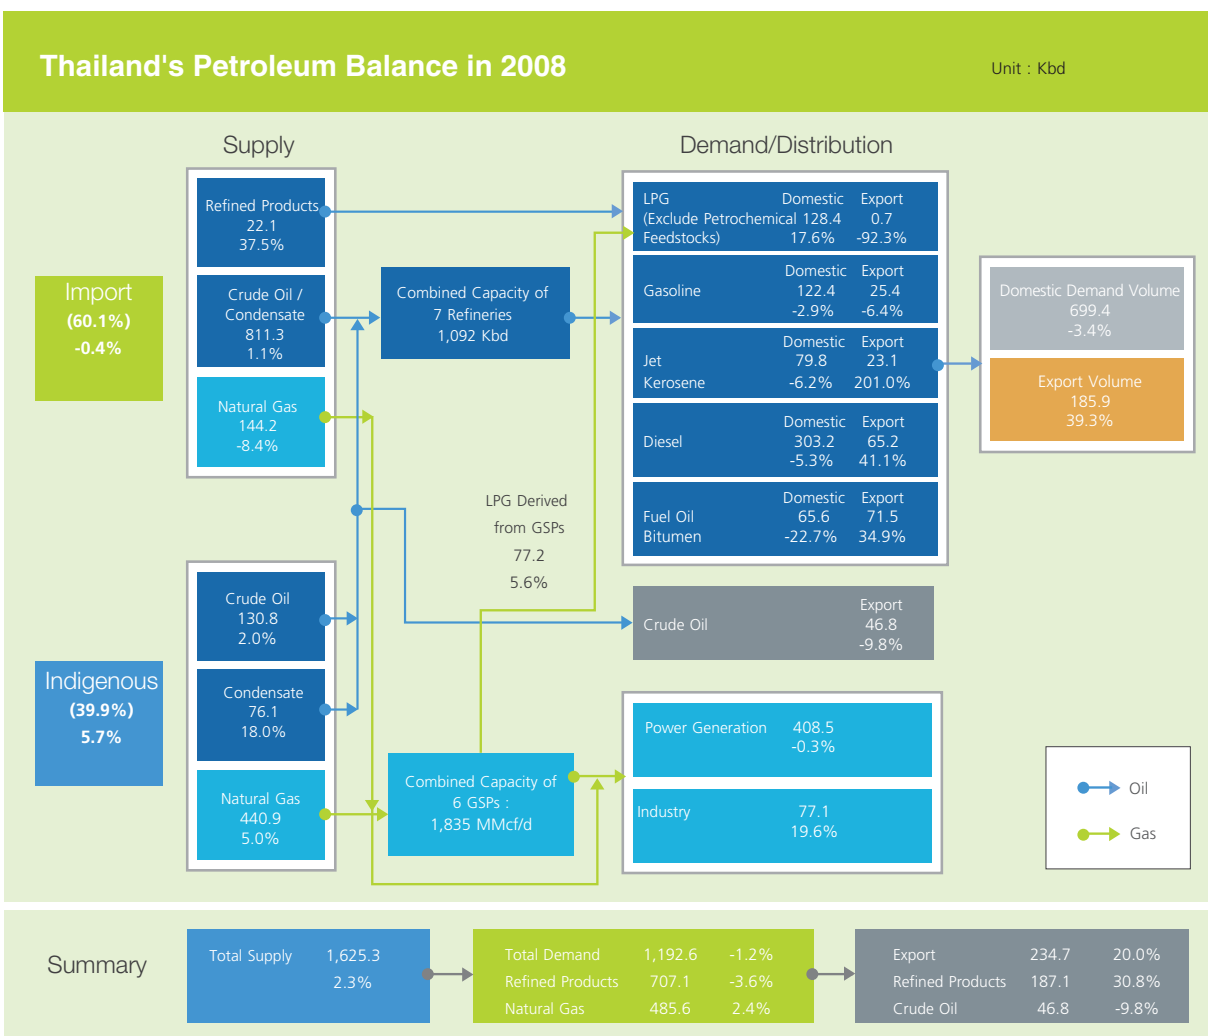 Thailand's Petroleum Balance in 2008
Unit : Kbd
Supply
Demand/Distribution
Import
(60.1%)
-0.4%
Refined Products
22.1
37.5%
Crude Oil /
Condensate
811.3
1.1%
Natural Gas
144.2
-8.4%
Combined Capacity of
7 Refineries
1,092 Kbd
LPG Domestic Export
(Exclude Petrochemical 128.4 0.7
Feedstocks) 17.6% -92.3%
Domestic Export
Gasoline 122.4 25.4
-2.9% -6.4%
Domestic Export
Jet 79.8 23.1
Kerosene -6.2% 201.0%
Domestic Export
Diesel 303.2 65.2
-5.3% 41.1%
Domestic Export
Fuel Oil 65.6 71.5
Bitumen -22.7% 34.9%
Domestic Demand Volume
699.4
-3.4%
Export Volume
185.9
39.3%
LPG Derived
from GSPs
77.2
5.6%
Indigenous
(39.9%)
5.7%
Crude Oil
130.8
2.0%
Condensate
76.1
18.0%
Natural Gas
440.9
5.0%
Export
Crude Oil 46.8
-9.8%
Combined Capacity of
6 GSPs :
1,835 MMcf/d
Power Generation 408.5
-0.3%
Industry 77.1
19.6%
Oil
Gas
Summary
Total Supply 1,625.3
2.3%
Total Demand 1,192.6 -1.2%
Refined Products 707.1 -3.6%
Natural Gas 485.6 2.4%
Export 234.7 20.0%
Refined Products 187.1 30.8%
Crude Oil 46.8 -9.8%